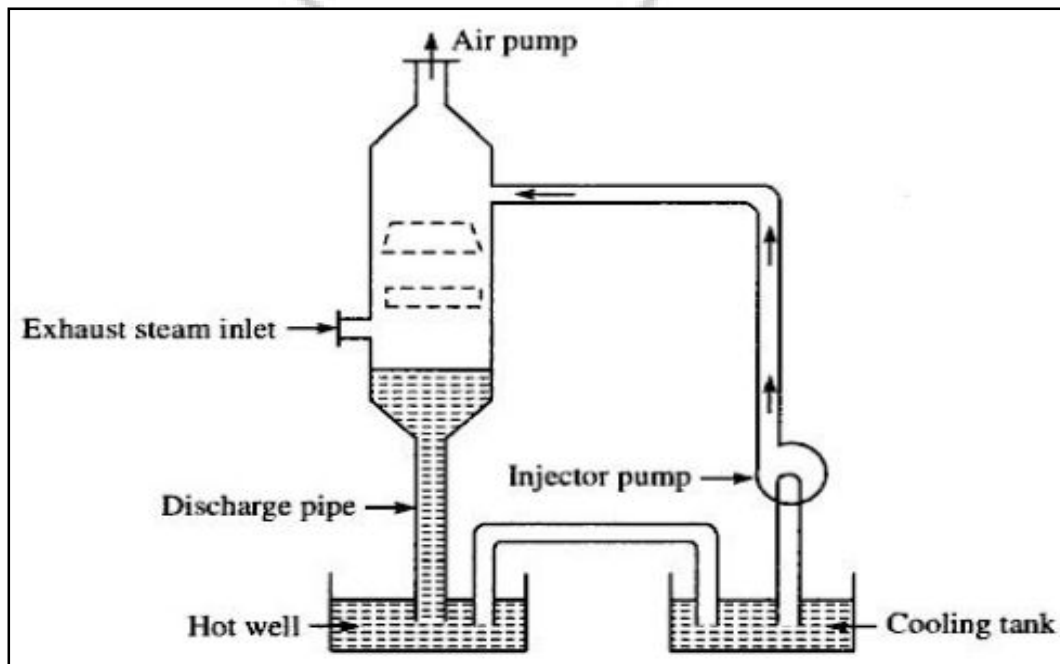 Air pump
Exhaust steam inlet
Injector pump
Discharge pipe
Hot well
Cooling tank